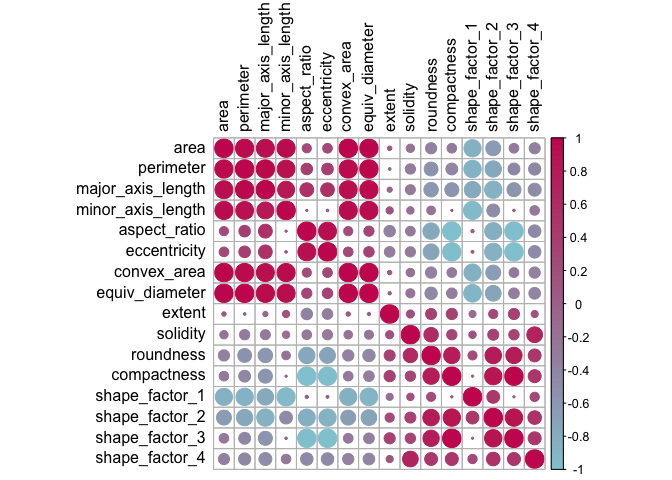 area
perimeter
major_axis_length
minor_axis_length
aspect_ratio
eccentricity
convex_area
equiv_diameter
extent
solidity
roundness
compactness
shape_factor_1
shape_factor_2
shape_factor_3
shape_factor_4
area
perimeter
major_axis_length
minor_axis_length
aspect_ratio
eccentricity
convex_area
equiv_diameter
extent
solidity
roundness
compactness
shape_factor_1
shape_factor_2
shape_factor_3
shape_factor_4
1
0.8
0.6
0.4
0.2
0
-0.2
-0.4
-0.6
-0.8
-1